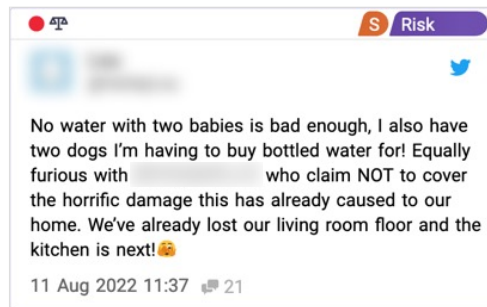 S Risk
No water with two babies is bad enough, I also have
two dogs I'm having to buy bottled water for! Equally
furious with who claim NOT to cover
the horrific damage this has already caused to our
home. We've already lost our living room floor and the
kitchen is next!🥰
11 Aug 2022 11:37 21